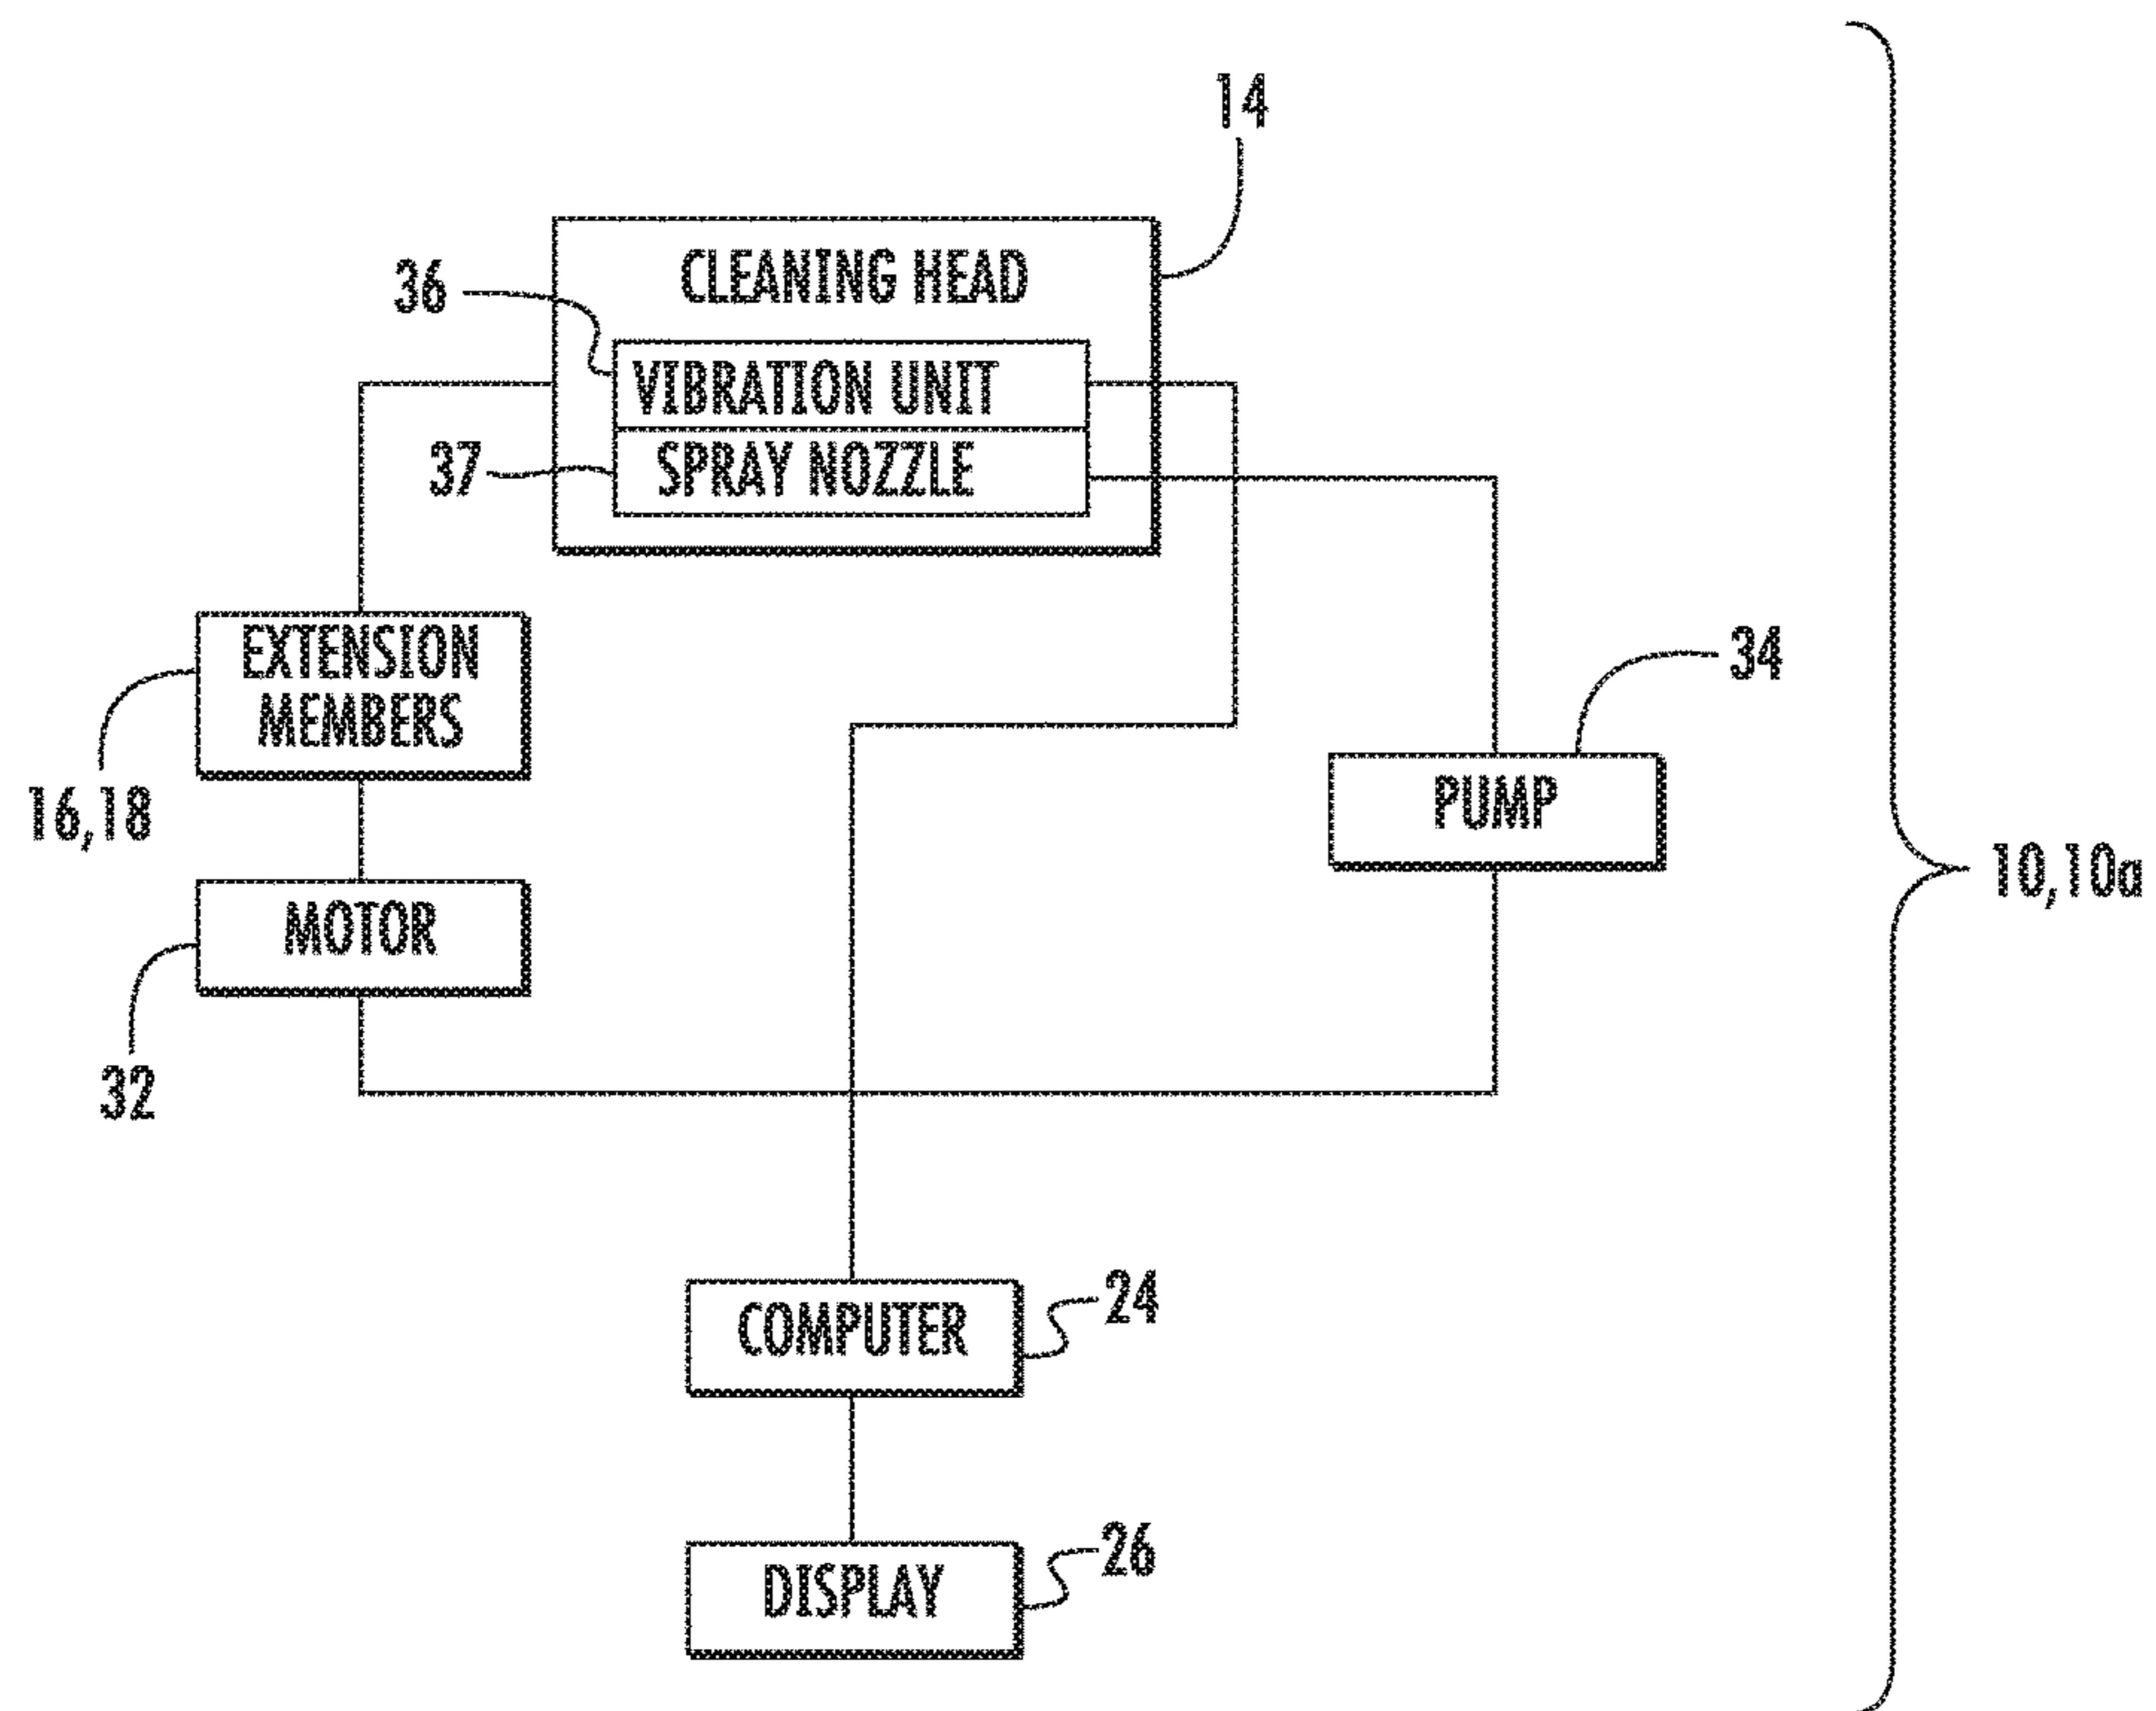 14
CLEANING HEAD
36
VIBRATION UNIT
37
SPRAY NOZZLE
EXTENSION
MEMBERS
34
16,18
PUMP
10,10a
MOTOR
32
24
COMPUTER
26
DISPLAY